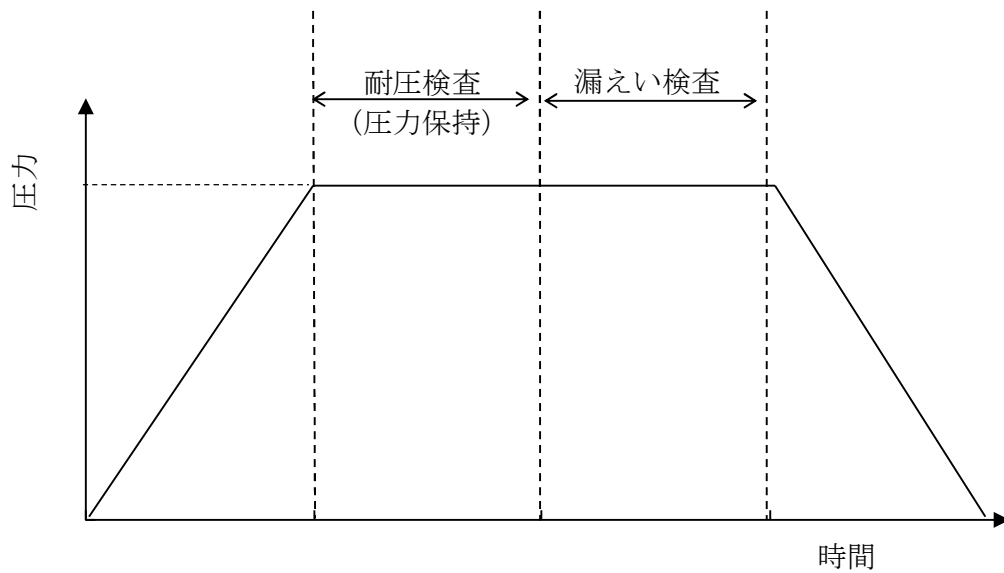 耐圧検査
（圧力保持）
漏えい検査
圧力
時間